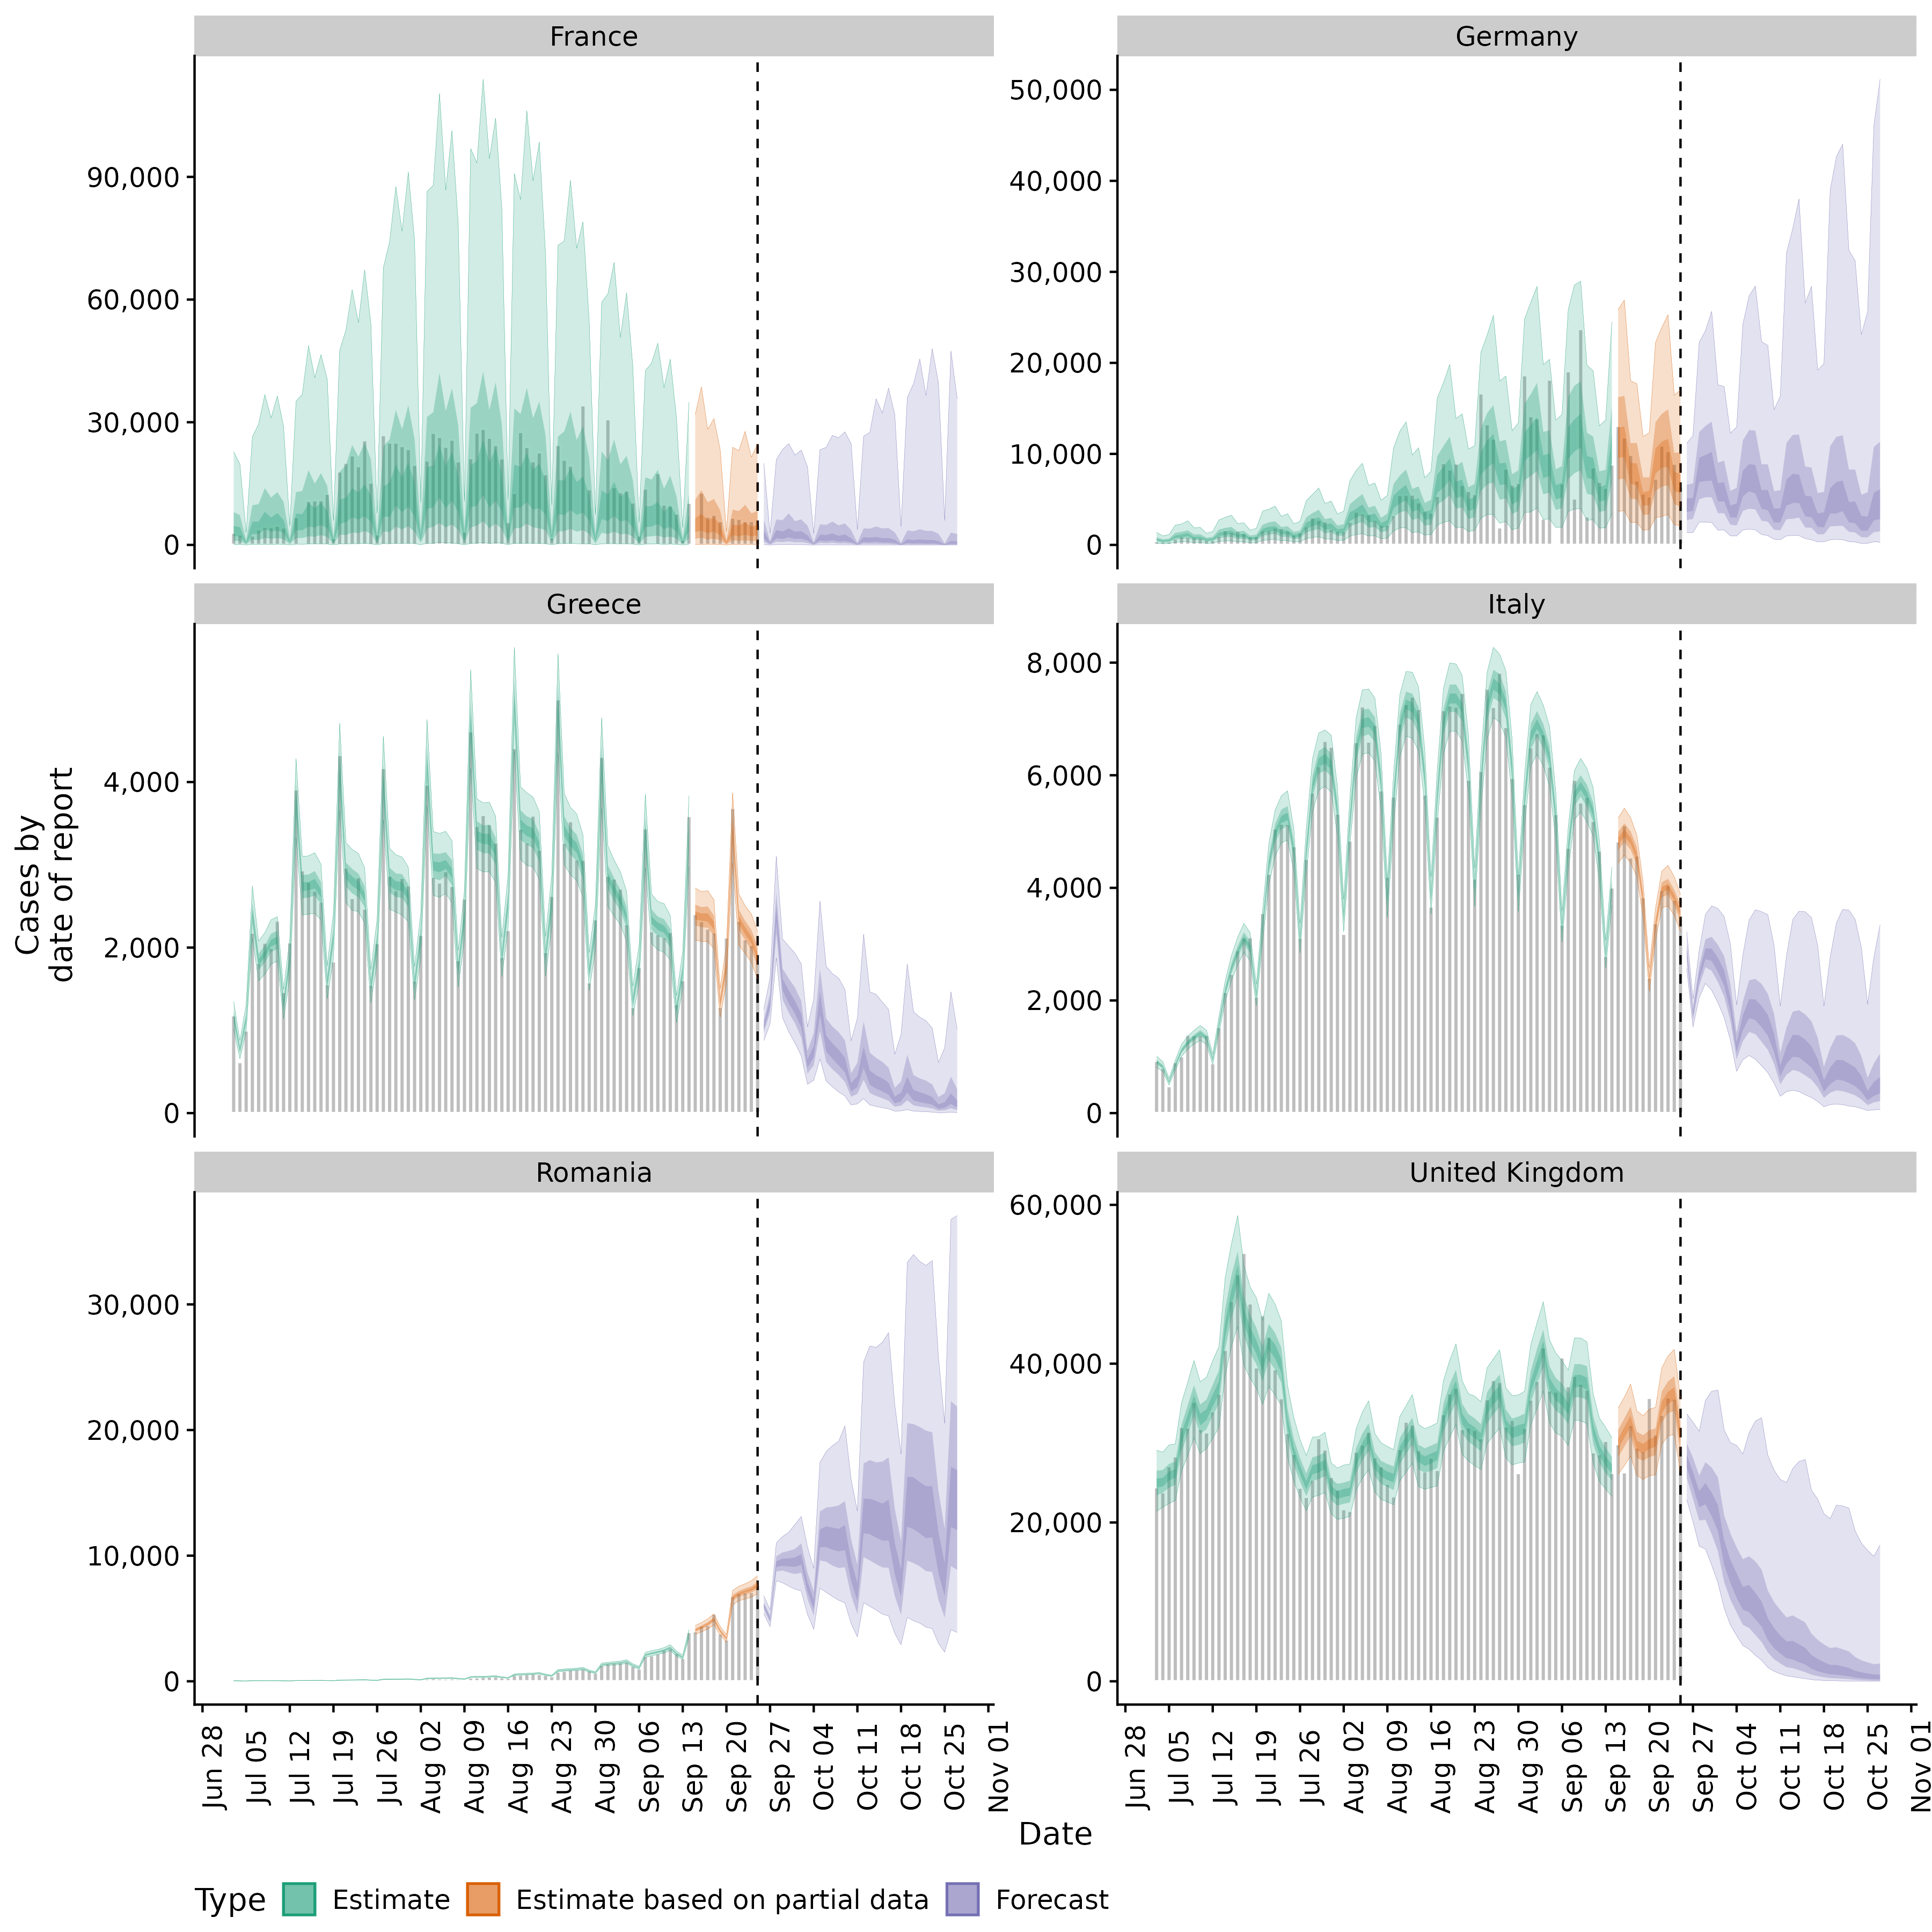 France
Germany
90,000
60,000
30,000
0
50,000
40,000
30,000
20,000
10,000
0
Greece
Italy
4,000
2,000
0
8,000
6,000
4,000
2,000
0
Cases by
date of report
Romania
United Kingdom
30,000
20,000
10,000
0
60,000
40,000
20,000
0
Jun 28
Jul 05
Jul 12
Jul 19
Jul 26
Aug 02
Aug 09
Aug 16
Aug 23
Aug 30
Sep 06
Sep 13
Sep 20
Sep 27
Oct 04
Oct 11
Oct 18
Oct 25
Nov 01
Jun 28
Jul 05
Jul 12
Jul 19
Jul 26
Aug 02
Aug 09
Aug 16
Aug 23
Aug 30
Sep 06
Sep 13
Sep 20
Sep 27
Oct 04
Oct 11
Oct 18
Oct 25
Nov 01
Date
Type Estimate Estimate based on partial data Forecast